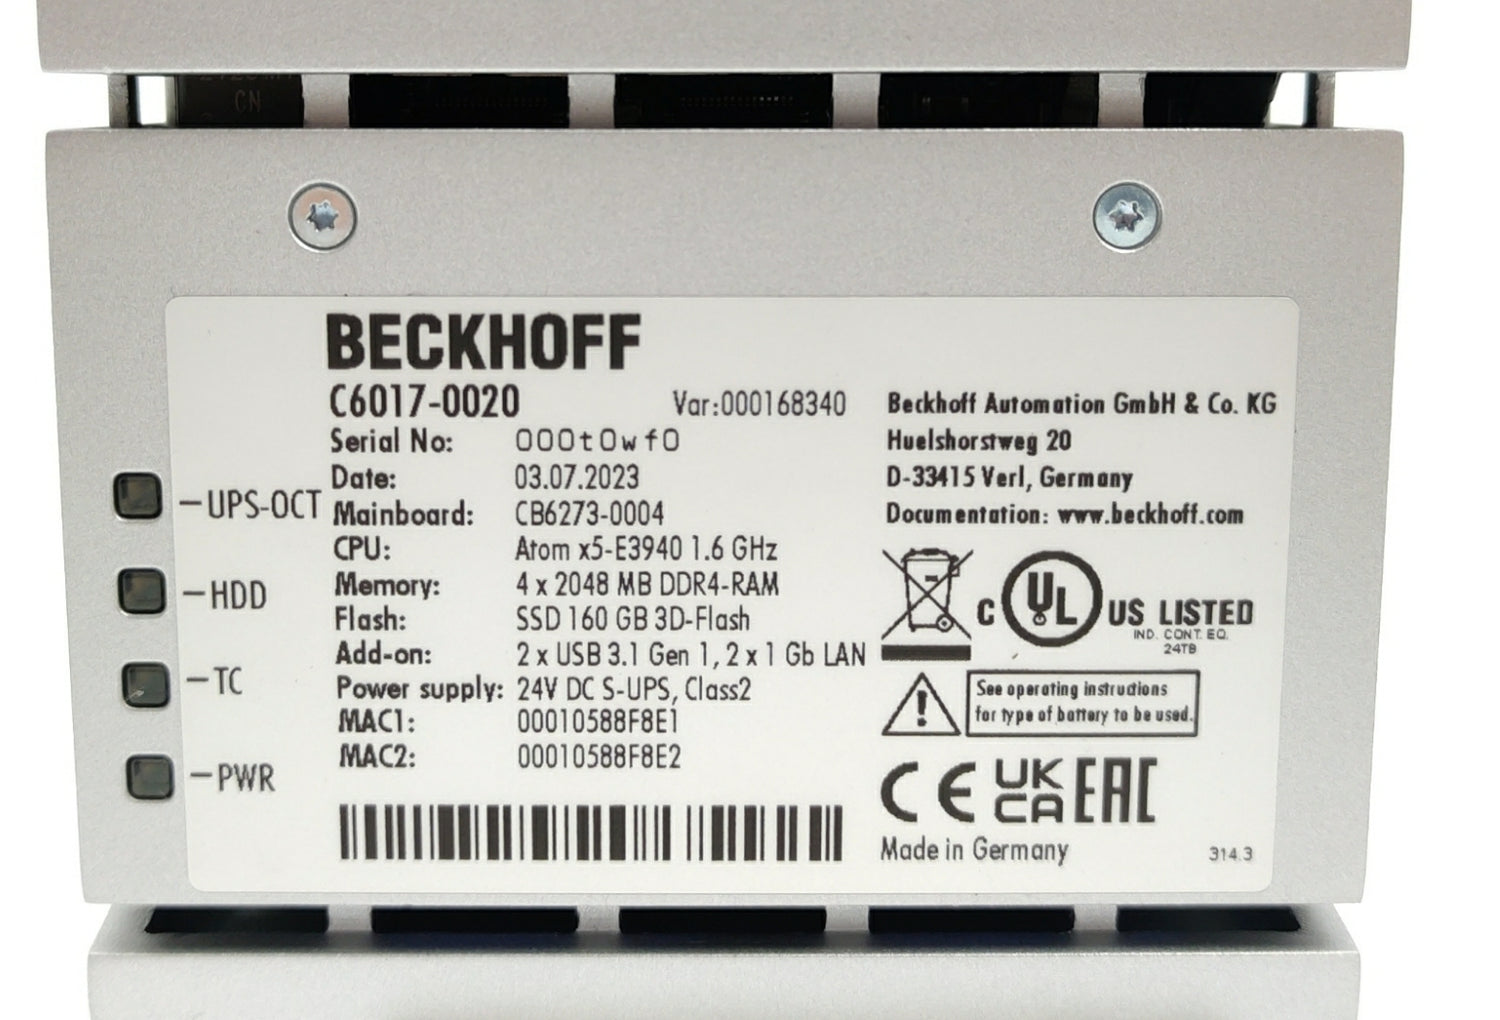 CN
BECKHOFF
C6017-0020 Var:000168340
Serial No: 000t0wf0
Date: 03.07.2023
Mainboard: CB6273-0004
CPU: Atom x5-E3940 1.6 GHz
Memory: 4 x 2048 MB DDR4-RAM
Flash: SSD 160 GB 3D-Flash
Add-on: 2 x USB 3.1 Gen 1, 2 x 1 Gb LAN
Power supply: 24V DC S-UPS, Class2
MAC1: 00010588F8E1
MAC2: 00010588F8E2
UPS-OCT
HDD
TC
PWR
Beckhoff Automation GmbH & Co. KG
Huelshorstweg 20
D-33415 Verl, Germany
Documentation: www.beckhoff.com
C UL US LISTED
IND. CONT. EQ.
24TB
See operating instructions
for type of battery to be used.
CE UK CA EAC
Made in Germany 314.3